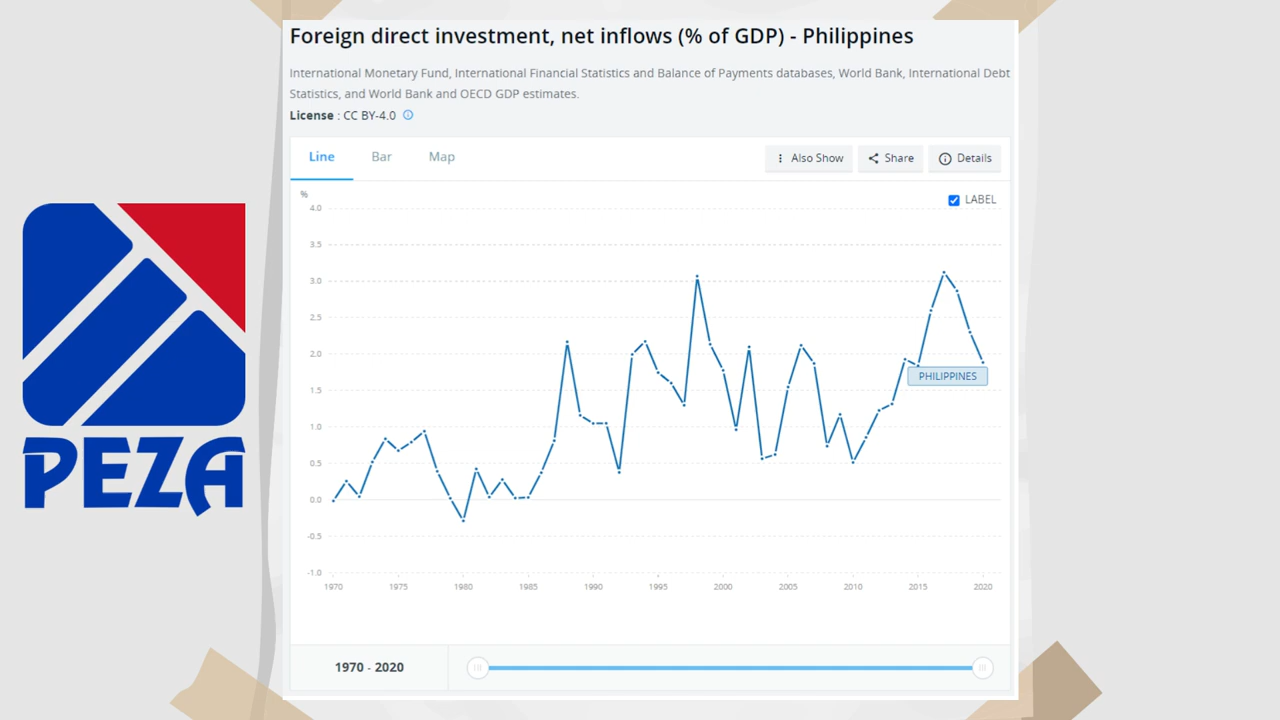 Foreign direct investment, net inflows (% of GDP) - Philippines
International Monetary Fund, International Financial Statistics and Balance of Payments databases, World Bank, International Debt
Statistics, and World Bank and OECD GDP estimates.
License : CC BY-4.0
Line Bar Map Also Show Share Details
%
LABEL
4.0
3.5
3.0
2.5
2.0
1.5
1.0
0.5
0.0
-0.5
-1.0
PHILIPPINES
1970 1975 1980 1985 1990 1995 2000 2005 2010 2015 2020
1970 - 2020
PEZA